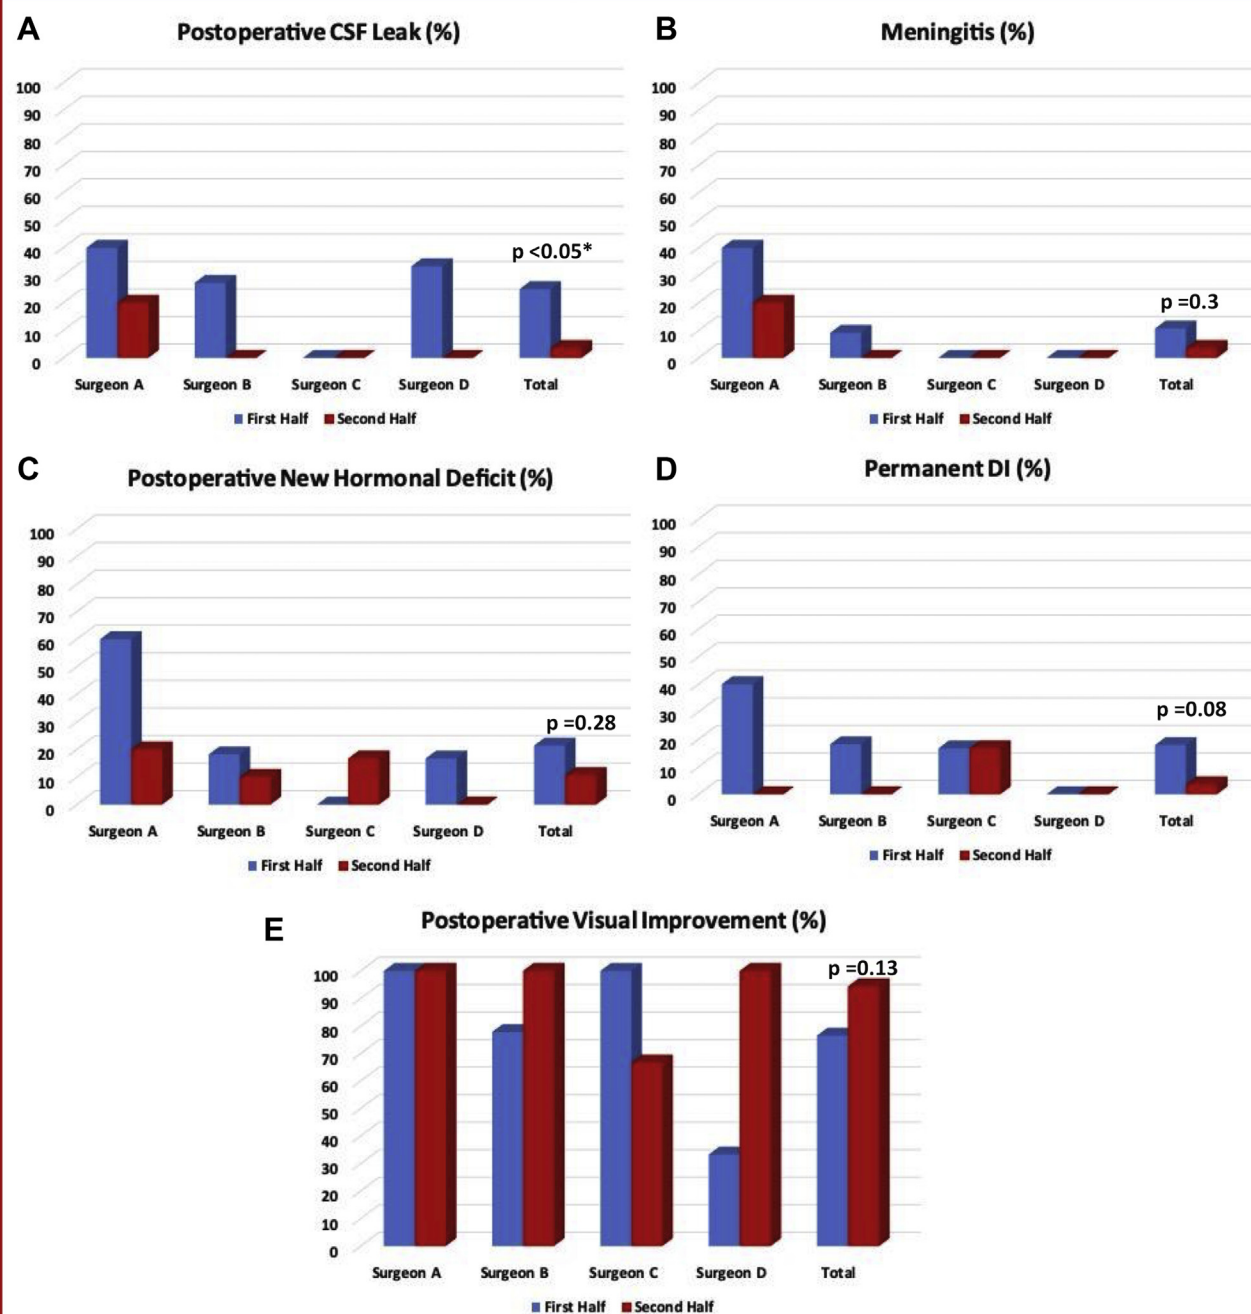 A
Postoperative CSF Leak (%)
100
90
80
70
60
50
40
30
20
10
0
p <0.05*
Surgeon A Surgeon B Surgeon C Surgeon D Total
First Half Second Half
B
Meningitis (%)
100
90
80
70
60
50
40
30
20
10
0
p =0.3
Surgeon A Surgeon B Surgeon C Surgeon D Total
First Half Second Half
C
Postoperative New Hormonal Deficit (%)
100
90
80
70
60
50
40
30
20
10
0
p =0.28
Surgeon A Surgeon B Surgeon C Surgeon D Total
First Half Second Half
D
Permanent DI (%)
100
90
80
70
60
50
40
30
20
10
0
p =0.08
Surgeon A Surgeon B Surgeon C Surgeon D Total
First Half Second Half
E
Postoperative Visual Improvement (%)
100
90
80
70
60
50
40
30
20
10
0
p =0.13
Surgeon A Surgeon B Surgeon C Surgeon D Total
First Half Second Half